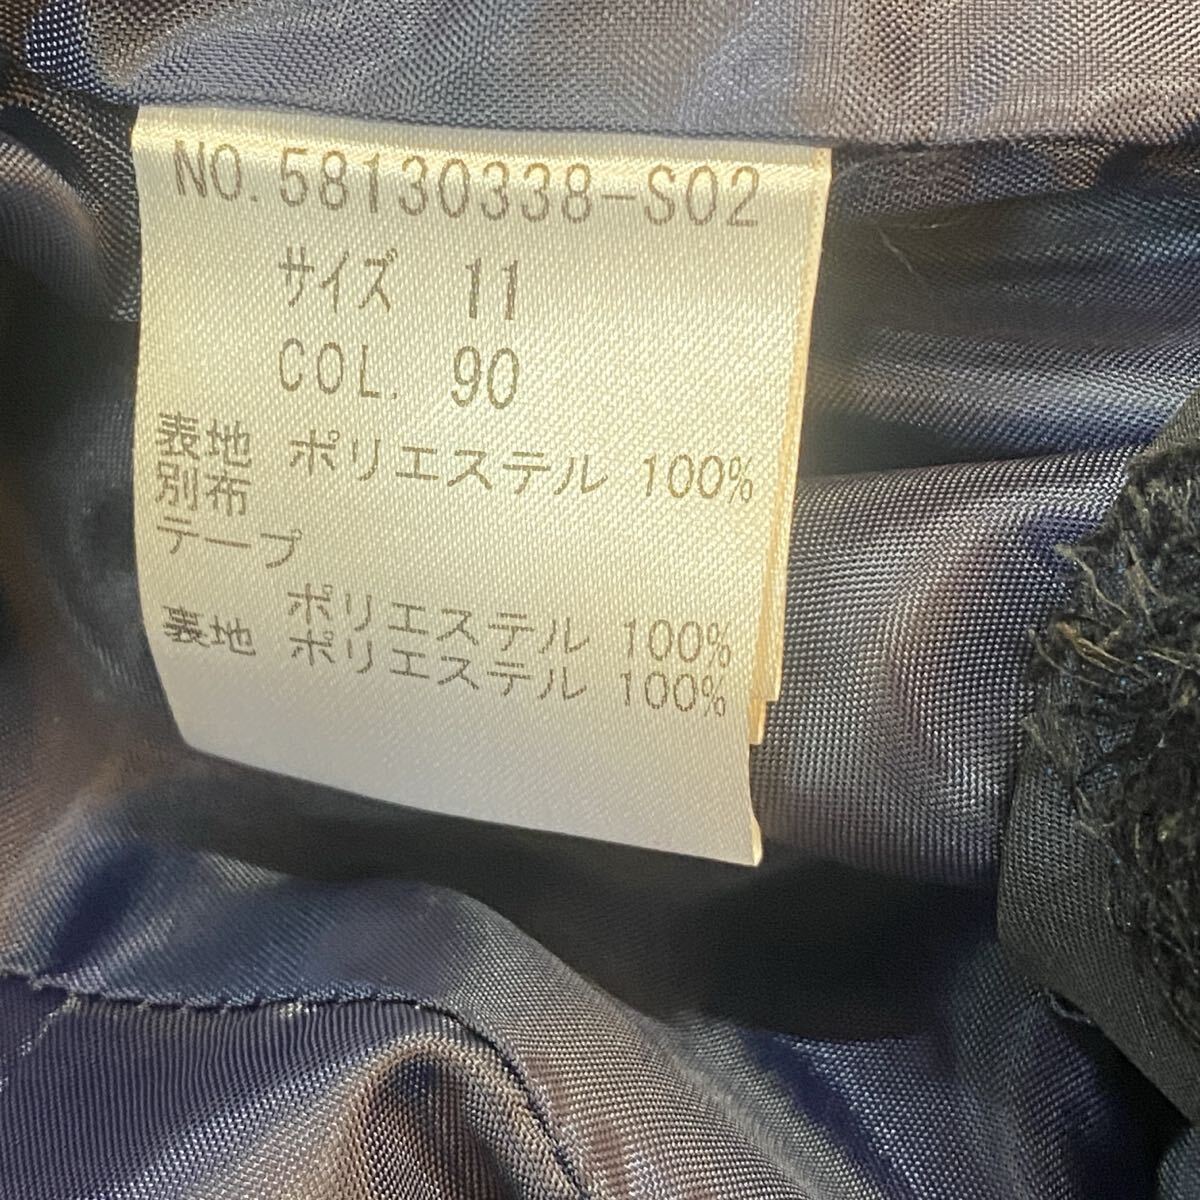 NO.58130338-S02
サイズ 11
COL. 90
表地 ポリエステル 100%
別布
テープ
ポリエステル 100%
表地 ポリエステル 100%